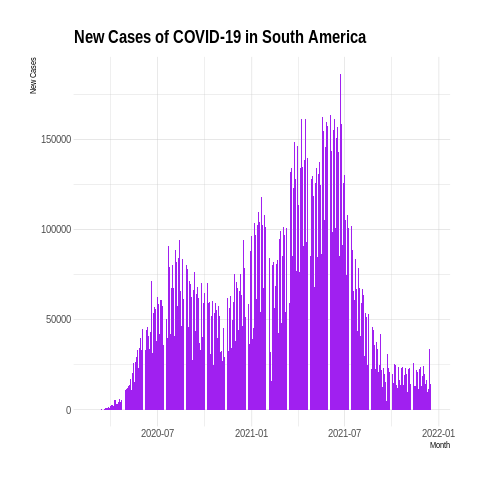 New Cases of COVID-19 in South America
New Cases
150000
100000
50000
0
2020-07 2021-01 2021-07 2022-01
Month